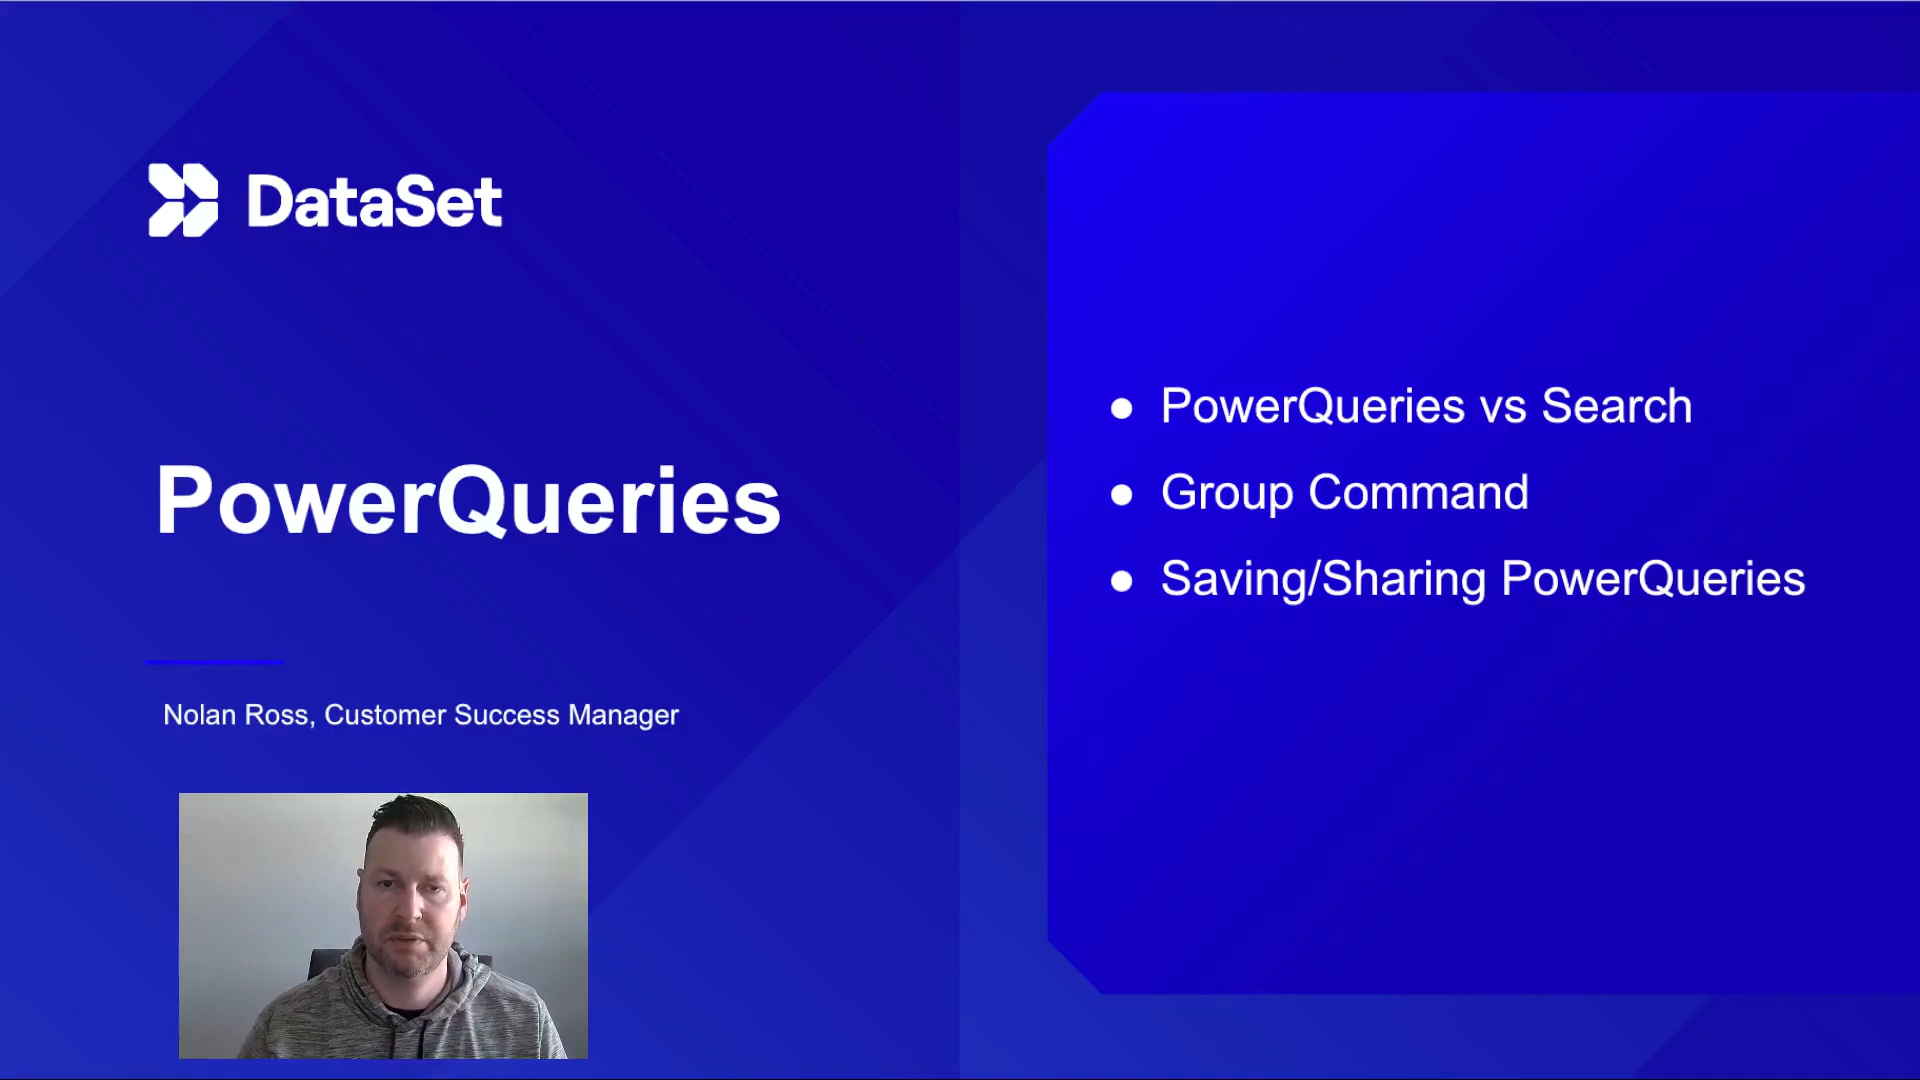 DataSet
PowerQueries
Nolan Ross, Customer Success Manager
● PowerQueries vs Search
● Group Command
● Saving/Sharing PowerQueries